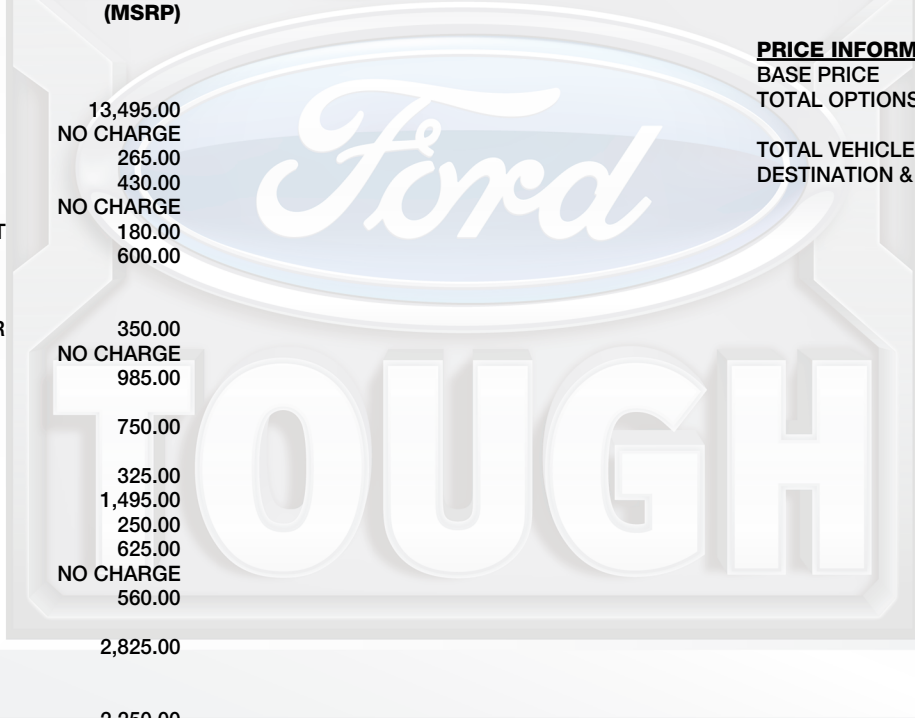 (MSRP)
PRICE INFORM
BASE PRICE
TOTAL OPTIONS
TOTAL VEHICLE
DESTINATION &
13,495.00
NO CHARGE
265.00
430.00
NO CHARGE
T 180.00
600.00
R 350.00
NO CHARGE
985.00
750.00
325.00
1,495.00
250.00
625.00
NO CHARGE
560.00
2,825.00
Ford
TOUGH